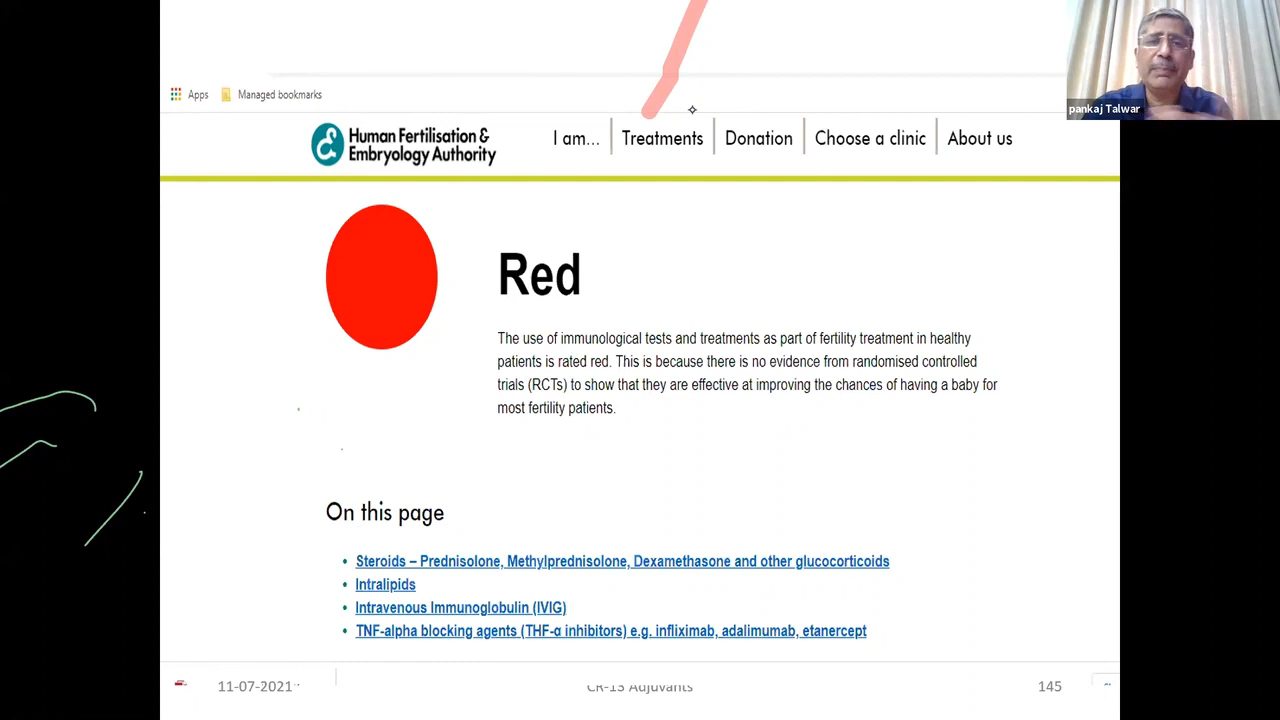 pankaj Talwar
Apps Managed bookmarks
Human Fertilisation &
Embryology Authority
I am... Treatments Donation Choose a clinic About us
Red
The use of immunological tests and treatments as part of fertility treatment in healthy
patients is rated red. This is because there is no evidence from randomised controlled
trials (RCTs) to show that they are effective at improving the chances of having a baby for
most fertility patients.
On this page
• Steroids – Prednisolone, Methylprednisolone, Dexamethasone and other glucocorticoids
• Intralipids
• Intravenous Immunoglobulin (IVIG)
• TNF-alpha blocking agents (THF-α inhibitors) e.g. infliximab, adalimumab, etanercept
11-07-2021 CR-13 Adjuvants 145